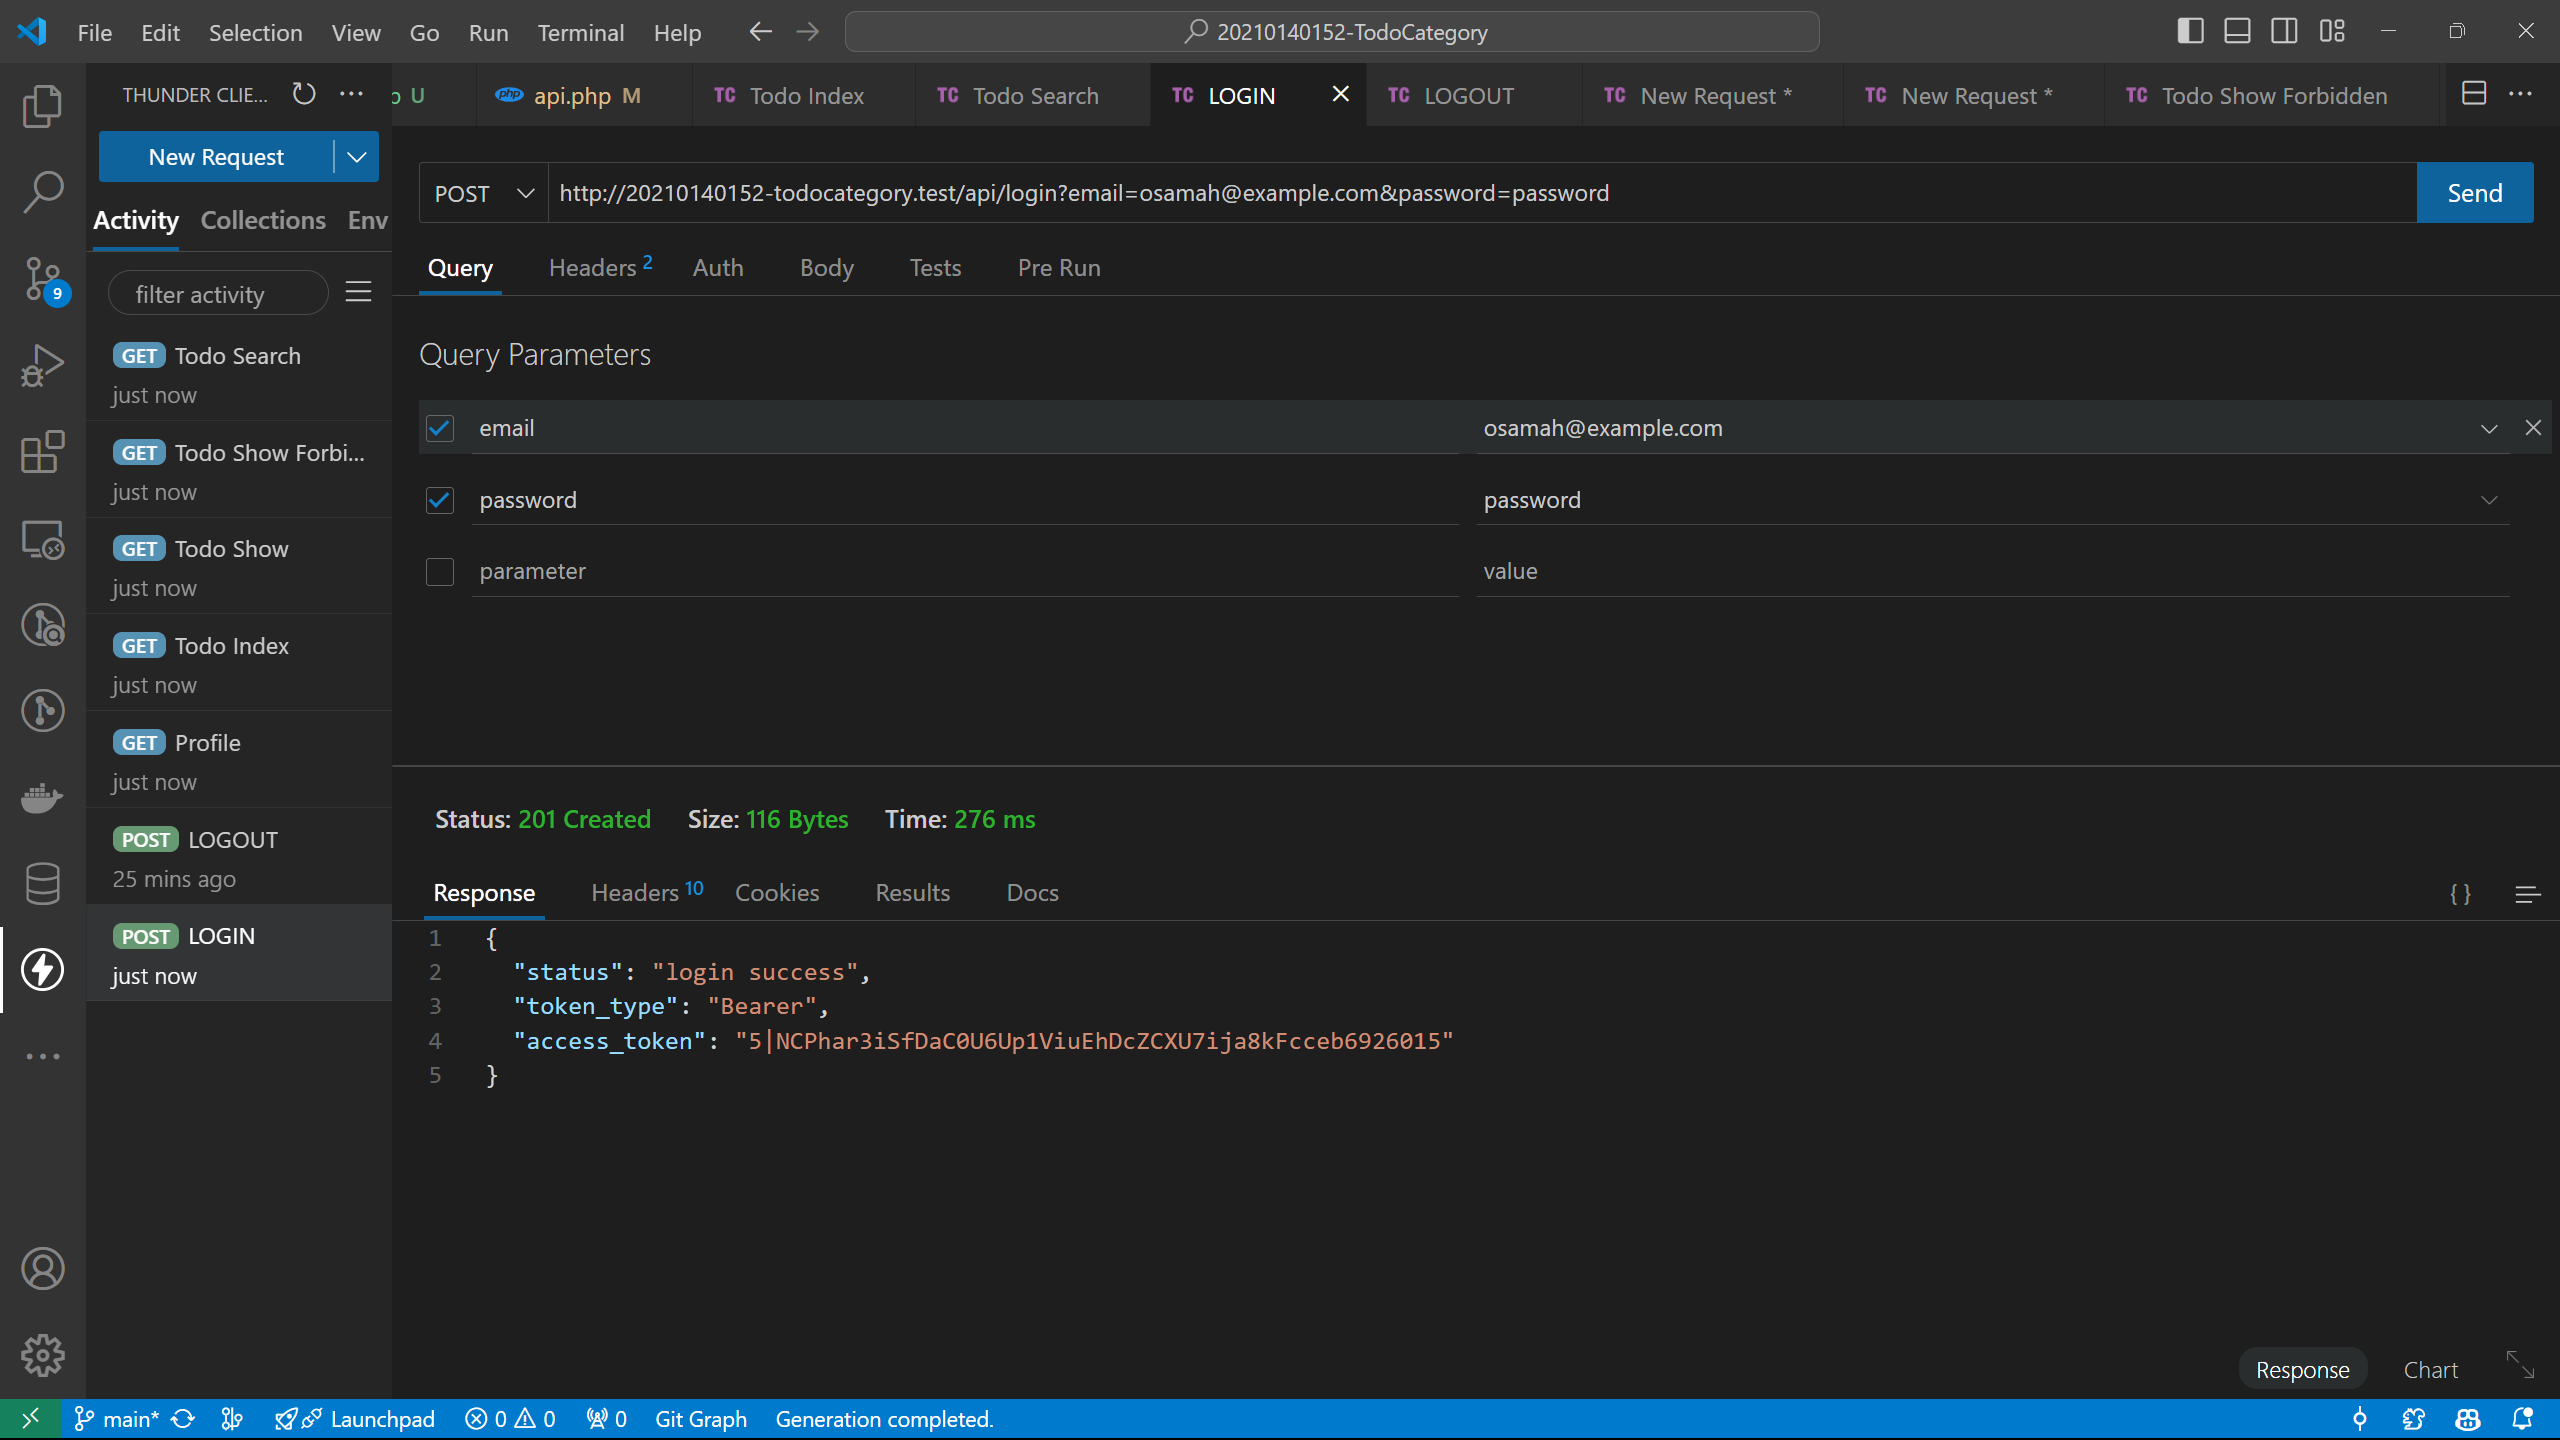 File Edit Selection View Go Run Terminal Help 20210140152-TodoCategory
THUNDER CLIE... U php api.php M TC Todo Index TC Todo Search TC LOGIN TC LOGOUT TC New Request * TC New Request * TC Todo Show Forbidden
New Request
POST http://20210140152-todocategory.test/api/login?email=osamah@example.com&password=password Send
Activity Collections Env
Query Headers 2 Auth Body Tests Pre Run
filter activity
9
Query Parameters
GET Todo Search
just now
email osamah@example.com
GET Todo Show Forbi...
just now
password password
GET Todo Show
just now
parameter value
GET Todo Index
just now
GET Profile
just now
Status: 201 Created Size: 116 Bytes Time: 276 ms
POST LOGOUT
25 mins ago
Response Headers 10 Cookies Results Docs
{ }
POST LOGIN
just now
1 {
2 "status": "login success",
3 "token_type": "Bearer",
4 "access_token": "5|NCPhar3iSfDaC0U6Up1ViuEhDcZCXU7ija8kFcceb6926015"
5 }
Response Chart
main* Launchpad 0 0 0 Git Graph Generation completed.